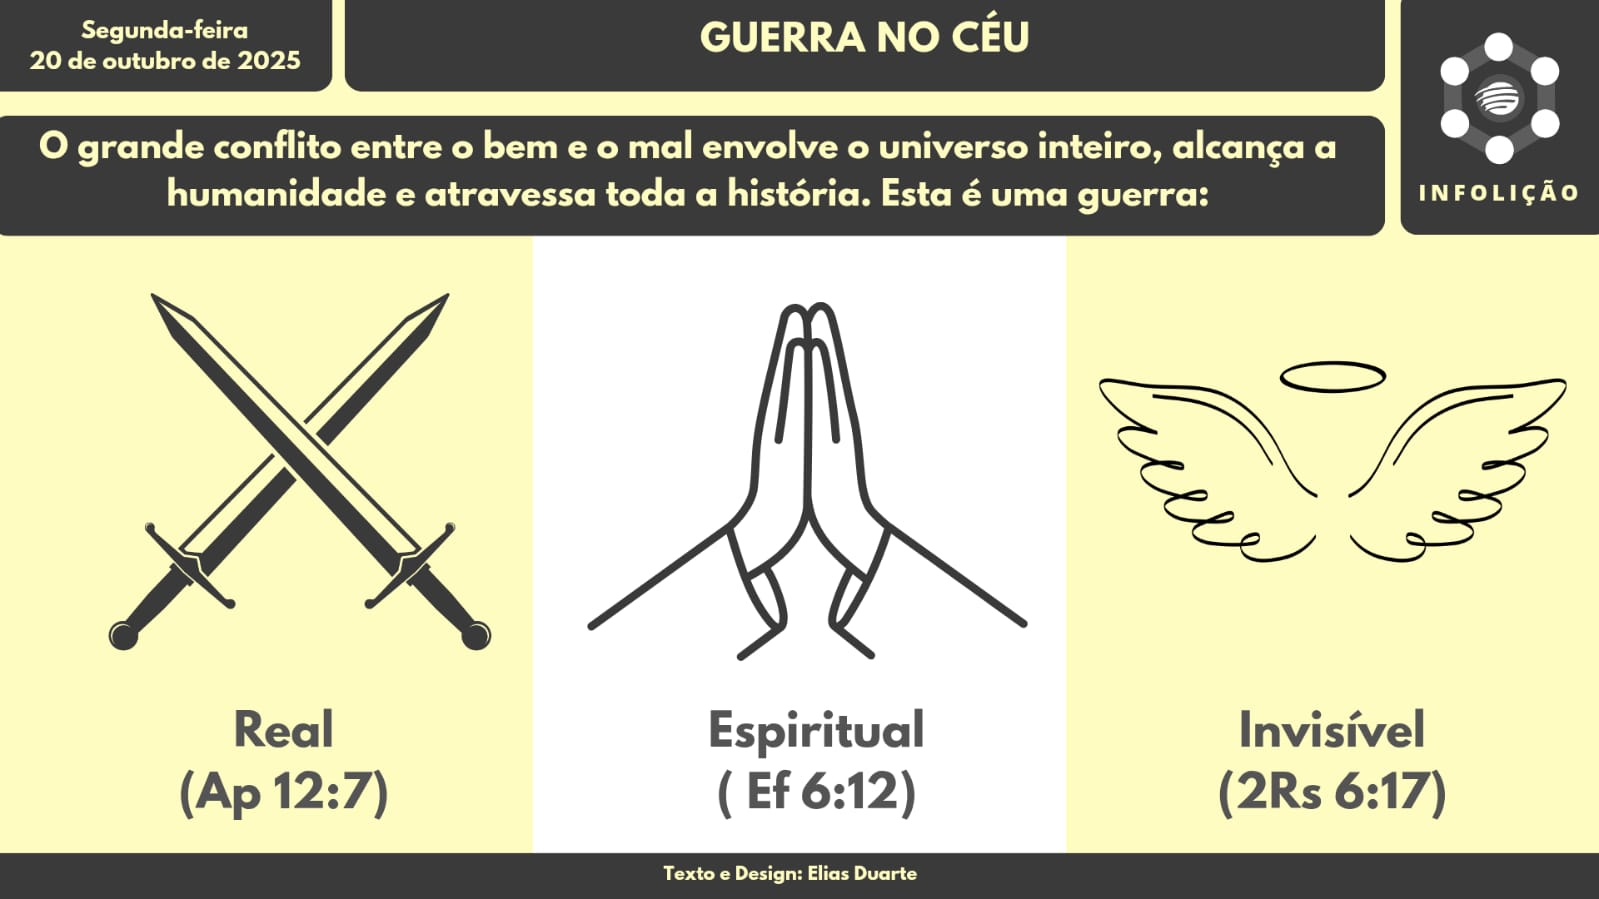 Segunda-feira
20 de outubro de 2025
GUERRA NO CÉU
INFOLIÇÃO
O grande conflito entre o bem e o mal envolve o universo inteiro, alcança a
humanidade e atravessa toda a história. Esta é uma guerra:
Real
(Ap 12:7)
Espiritual
( Ef 6:12)
Invisível
(2Rs 6:17)
Texto e Design: Elias Duarte